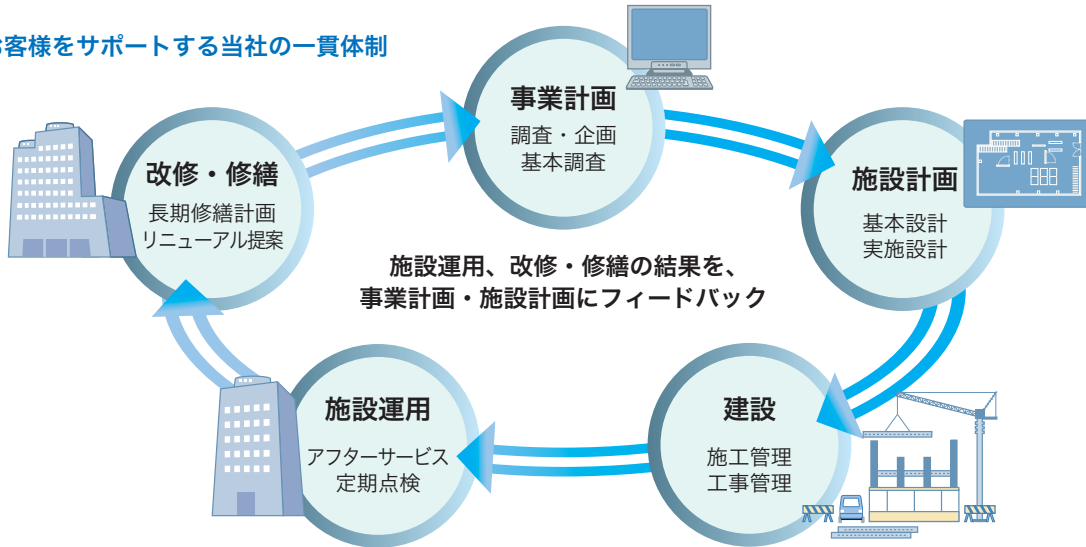 お客様をサポートする当社の一貫体制
事業計画
調査・企画
基本調査
施設計画
基本設計
実施設計
建設
施工管理
工事管理
施設運用
アフターサービス
定期点検
改修・修繕
長期修繕計画
リニューアル提案
施設運用、改修・修繕の結果を、
事業計画・施設計画にフィードバック